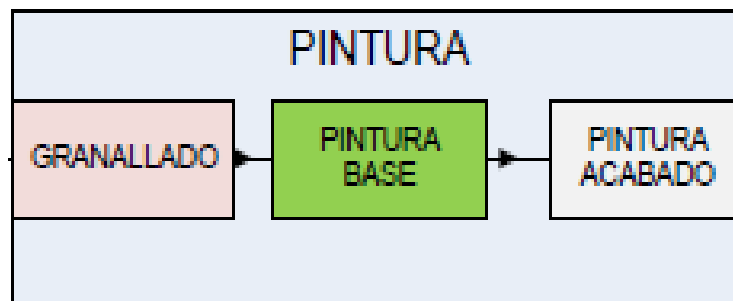 PINTURA
GRANALLADO
PINTURA
BASE
PINTURA
ACABADO